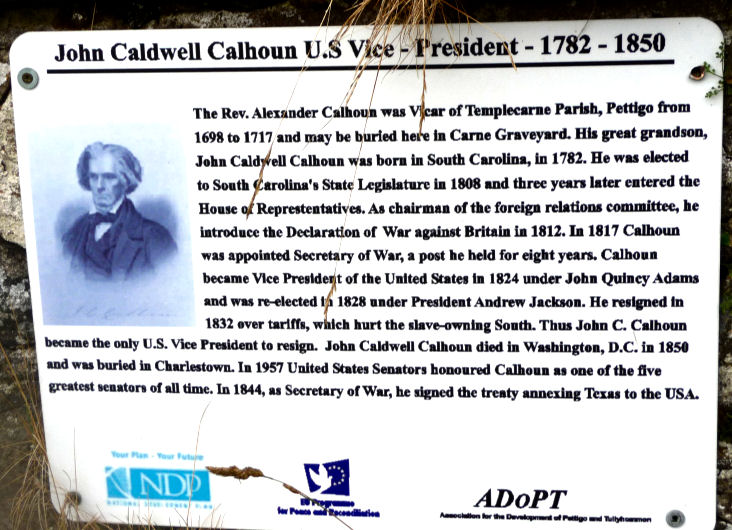 John Caldwell Calhoun U.S Vice - President - 1782 - 1850
The Rev. Alexander Calhoun was Vicar of Templecarne Parish, Pettigo from
1698 to 1717 and may be buried here in Carne Graveyard. His great grandson,
John Caldwell Calhoun was born in South Carolina, in 1782. He was elected
to South Carolina's State Legislature in 1808 and three years later entered the
House of Represtentatives. As chairman of the foreign relations committee, he
introduce the Declaration of War against Britain in 1812. In 1817 Calhoun
was appointed Secretary of War, a post he held for eight years. Calhoun
became Vice President of the United States in 1824 under John Quincy Adams
and was re-elected in 1828 under President Andrew Jackson. He resigned in
1832 over tariffs, which hurt the slave-owning South. Thus John C. Calhoun
became the only U.S. Vice President to resign. John Caldwell Calhoun died in Washington, D.C. in 1850
and was buried in Charlestown. In 1957 United States Senators honoured Calhoun as one of the five
greatest senators of all time. In 1844, as Secretary of War, he signed the treaty annexing Texas to the USA.
Your Plan - Your Future
NDP
NATIONAL DEVELOPMENT PLAN
EU Programme
for Peace and Reconciliation
ADoPT
Association for the Development of Pettigo and Tullyhommon